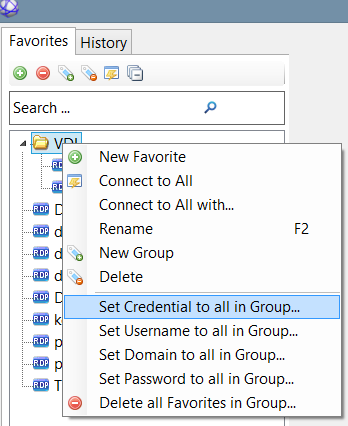 Favorites History
Search ...
VDI
RDP
RDP
RDP D
RDP d
RDP d
RDP d
RDP D
RDP k
RDP p
RDP p
RDP T
New Favorite
Connect to All
Connect to All with...
Rename F2
New Group
Delete
Set Credential to all in Group...
Set Username to all in Group...
Set Domain to all in Group...
Set Password to all in Group...
Delete all Favorites in Group...